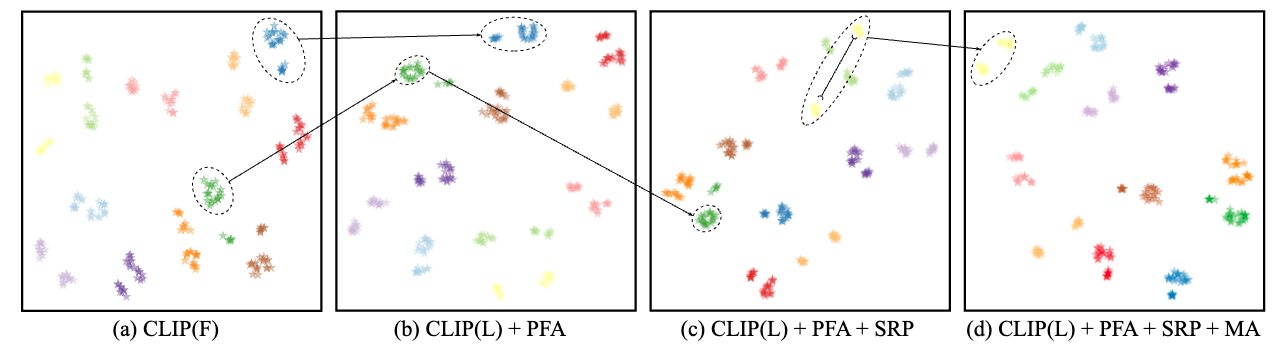 (a) CLIP(F)
(b) CLIP(L) + PFA
(c) CLIP(L) + PFA + SRP
(d) CLIP(L) + PFA + SRP + MA